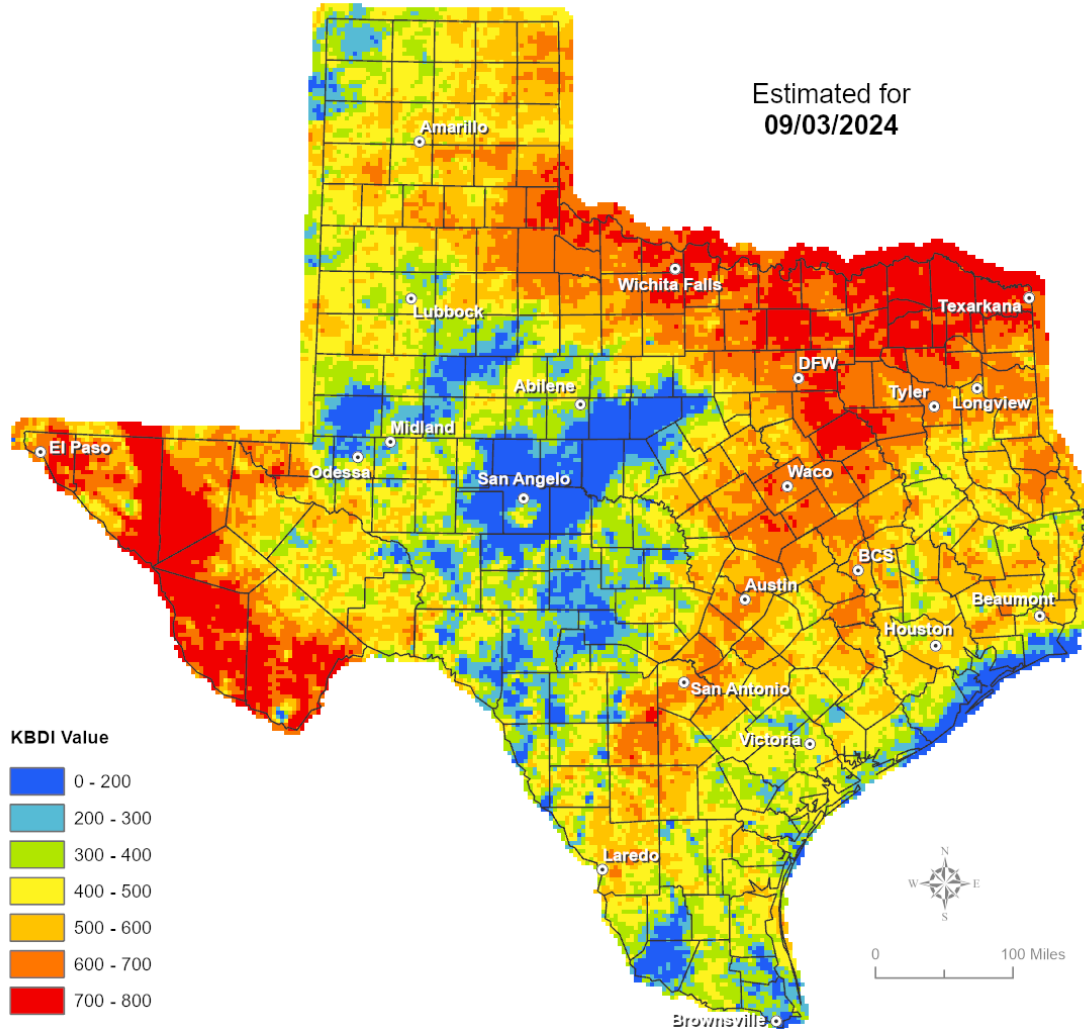 Estimated for
09/03/2024
Amarillo
Wichita Falls
Lubbock
Texarkana
DFW
Abilene
Tyler
Longview
Midland
El Paso
Odessa
San Angelo
Waco
BCS
Austin
Beaumont
Houston
San Antonio
Victoria
Laredo
Brownsville
KBDI Value
0 - 200
200 - 300
300 - 400
400 - 500
500 - 600
600 - 700
700 - 800
N
W E
S
0 100 Miles